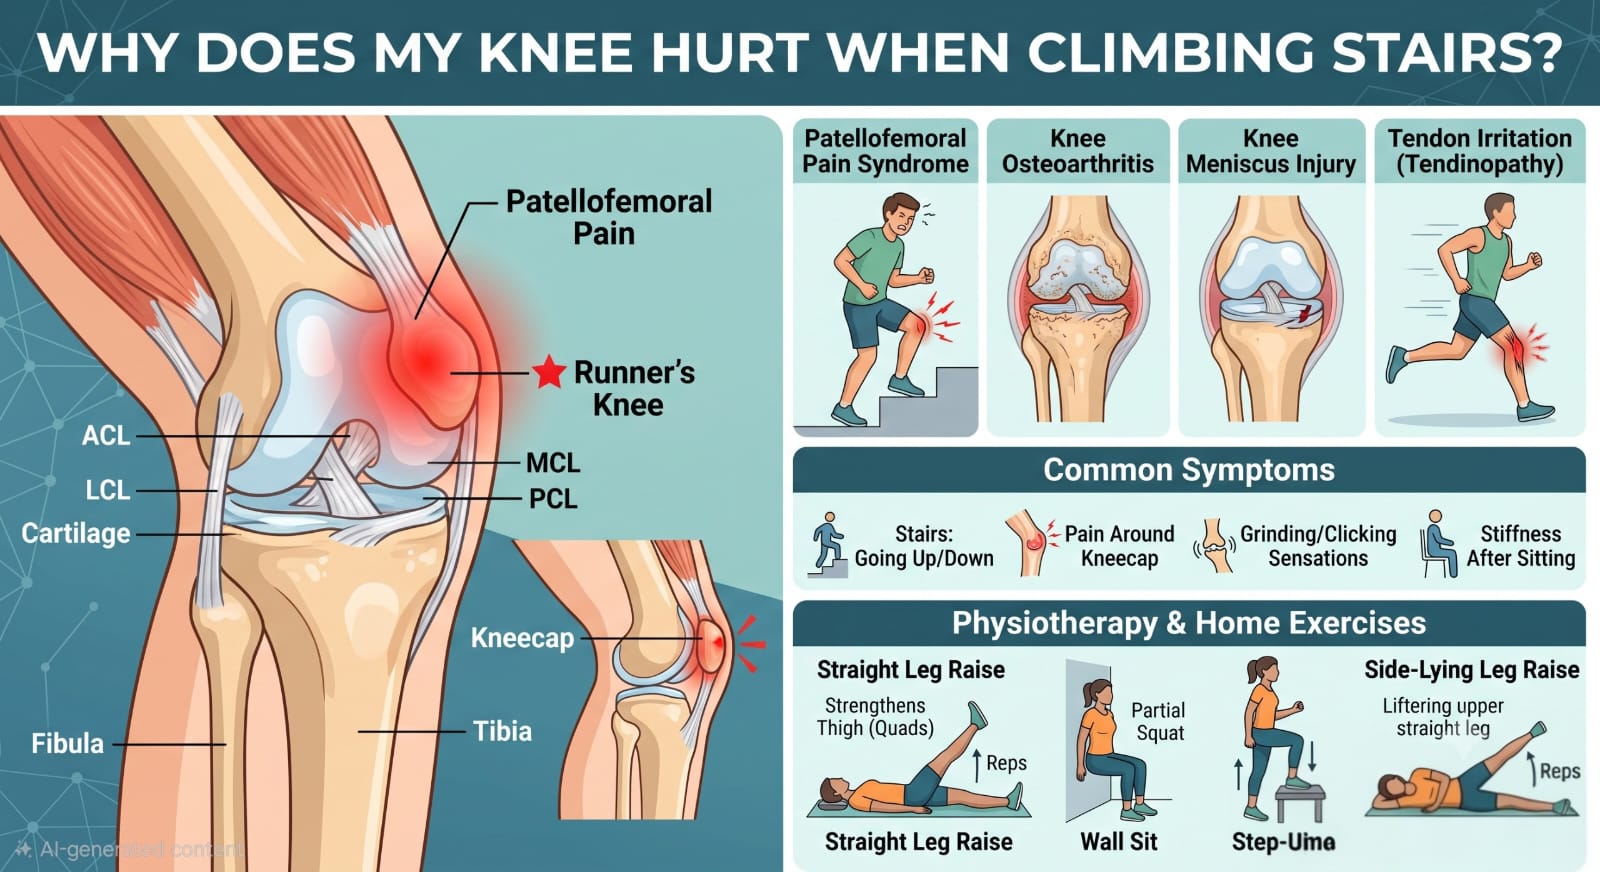 WHY DOES MY KNEE HURT WHEN CLIMBING STAIRS?
Patellofemoral
Pain
Runner's
Knee
ACL
LCL
Cartilage
MCL
PCL
Kneecap
Fibula
Tibia
AI-generated content
Patellofemoral
Pain Syndrome
Knee
Osteoarthritis
Knee
Meniscus Injury
Tendon Irritation
(Tendinopathy)
Common Symptoms
Stairs:
Going Up/Down
Pain Around
Kneecap
Grinding/Clicking
Sensations
Stiffness
After Sitting
Physiotherapy & Home Exercises
Straight Leg Raise
Strengthens
Thigh (Quads)
Reps
Straight Leg Raise
Partial
Squat
Wall Sit
Step-Uma
Side-Lying Leg Raise
Liftering upper
straight leg
Reps